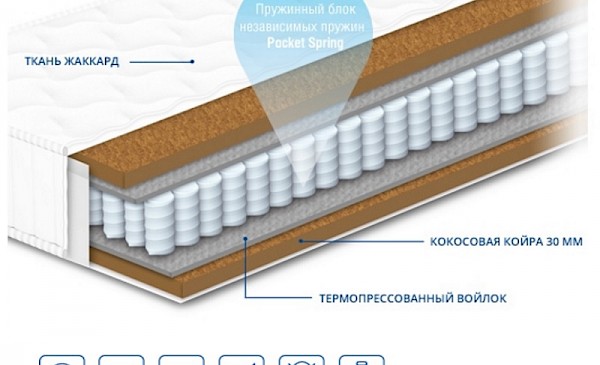 Пружинный блок
независимых пружин
Pocket Spring
ТКАНЬ ЖАККАРД
КОКОСОВАЯ КОЙРА 30 ММ
ТЕРМОПРЕССОВАННЫЙ ВОЙЛОК